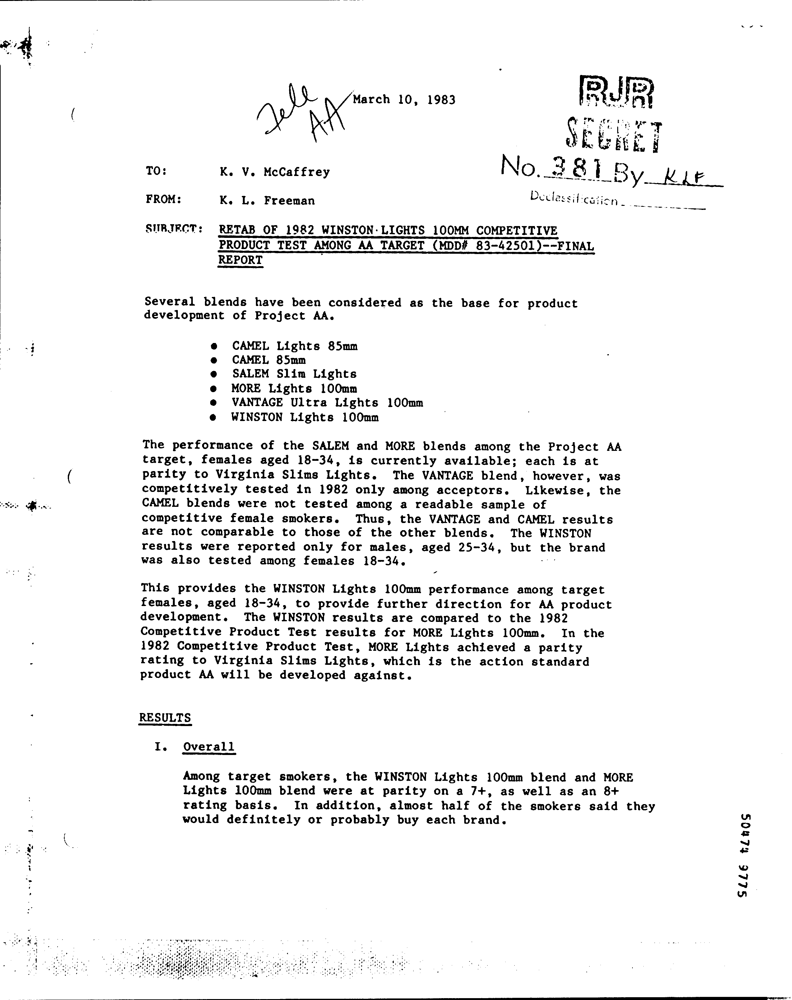 AA
March 10, 1983
RJR
SECRET
No. 381 By KLF
Declassification
TO: K. V. McCaffrey
FROM: K. L. Freeman
SUBJECT: RETAB OF 1982 WINSTON LIGHTS 100MM COMPETITIVE
PRODUCT TEST AMONG AA TARGET (MDD# 83-42501)--FINAL
REPORT
Several blends have been considered as the base for product
development of Project AA.
● CAMEL Lights 85mm
● CAMEL 85mm
● SALEM Slim Lights
● MORE Lights 100mm
● VANTAGE Ultra Lights 100mm
● WINSTON Lights 100mm
The performance of the SALEM and MORE blends among the Project AA
target, females aged 18-34, is currently available; each is at
parity to Virginia Slims Lights. The VANTAGE blend, however, was
competitively tested in 1982 only among acceptors. Likewise, the
CAMEL blends were not tested among a readable sample of
competitive female smokers. Thus, the VANTAGE and CAMEL results
are not comparable to those of the other blends. The WINSTON
results were reported only for males, aged 25-34, but the brand
was also tested among females 18-34.
This provides the WINSTON Lights 100mm performance among target
females, aged 18-34, to provide further direction for AA product
development. The WINSTON results are compared to the 1982
Competitive Product Test results for MORE Lights 100mm. In the
1982 Competitive Product Test, MORE Lights achieved a parity
rating to Virginia Slims Lights, which is the action standard
product AA will be developed against.
RESULTS
I. Overall
Among target smokers, the WINSTON Lights 100mm blend and MORE
Lights 100mm blend were at parity on a 7+, as well as an 8+
rating basis. In addition, almost half of the smokers said they
would definitely or probably buy each brand.
50474 9775